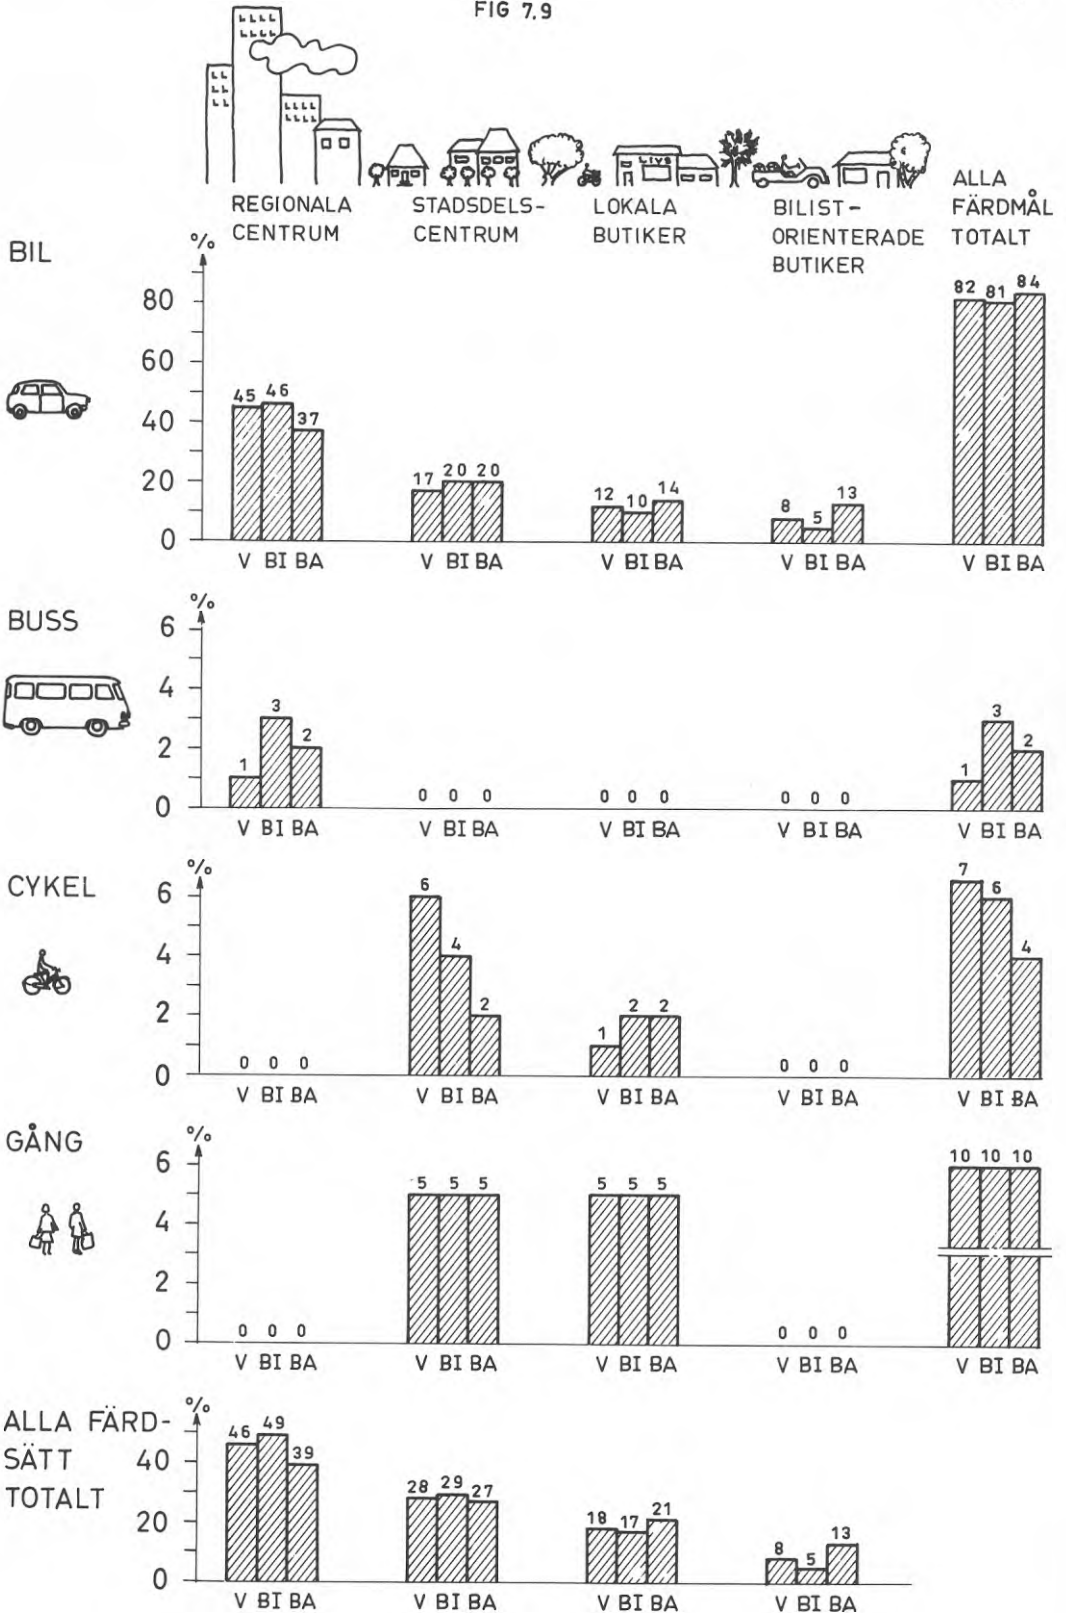 FIG 7.9
LIVS
REGIONALA CENTRUM
STADSDELS-CENTRUM
LOKALA BUTIKER
BILIST-ORIENTERADE BUTIKER
ALLA FÄRDMÅL TOTALT
BIL
%
80
60
40
20
0
45 46 37
17 20 20
12 10 14
8 5 13
82 81 84
V BI BA V BI BA V BI BA V BI BA V BI BA
BUSS
%
6
4
2
0
1 3 2
0 0 0
0 0 0
0 0 0
1 3 2
V BI BA V BI BA V BI BA V BI BA V BI BA
CYKEL
%
6
4
2
0
0 0 0
6 4 2
1 2 2
0 0 0
7 6 4
V BI BA V BI BA V BI BA V BI BA V BI BA
GÅNG
%
6
4
2
0
0 0 0
5 5 5
5 5 5
0 0 0
10 10 10
V BI BA V BI BA V BI BA V BI BA V BI BA
ALLA FÄRD-
SÄTT
TOTALT
%
40
20
0
46 49 39
28 29 27
18 17 21
8 5 13
V BI BA V BI BA V BI BA V BI BA